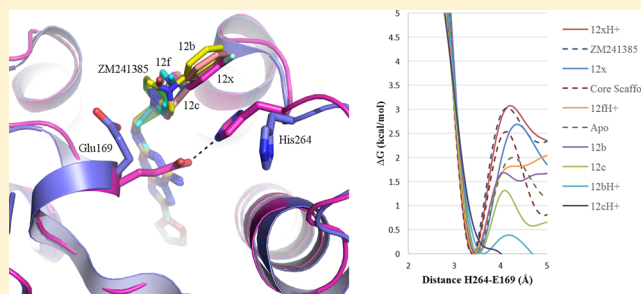 12b
12f
ZM241385
12x
12c
Glu169
His264
ΔG (kcal/mol)
5
4.5
4
3.5
3
2.5
2
1.5
1
0.5
0
2
3
4
5
Distance H264-E169 (Å)
12xH+
ZM241385
12x
Core Scaffo
12fH+
Apo
12b
12c
12bH+
12cH+